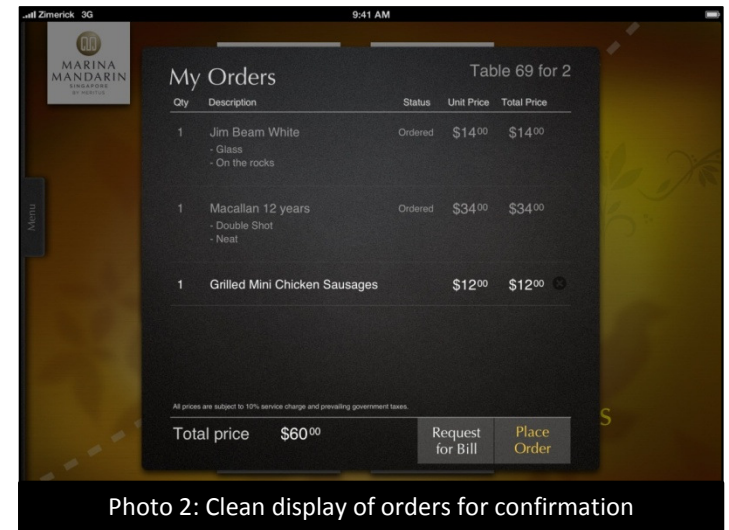 Zimerick 3G 9:41 AM
MARINA
MANDARIN
SINGAPORE
BY MERITUS
My Orders Table 69 for 2
Qty Description Status Unit Price Total Price
1 Jim Beam White Ordered $14⁰⁰ $14⁰⁰
- Glass
- On the rocks
Menu
1 Macallan 12 years Ordered $34⁰⁰ $34⁰⁰
- Double Shot
- Neat
1 Grilled Mini Chicken Sausages $12⁰⁰ $12⁰⁰
All prices are subject to 10% service charge and prevailing government taxes.
S
Total price $60⁰⁰
Request
for Bill
Place
Order
Photo 2: Clean display of orders for confirmation